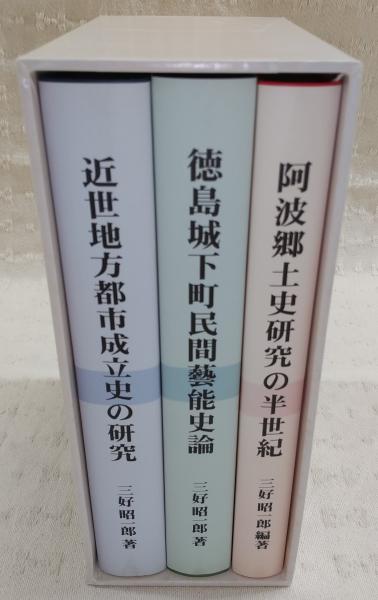 阿波郷土史研究の半世紀
三好昭一郎編著
徳島城下町民間藝能史論
三好昭一郎著
近世地方都市成立史の研究
三好昭一郎著